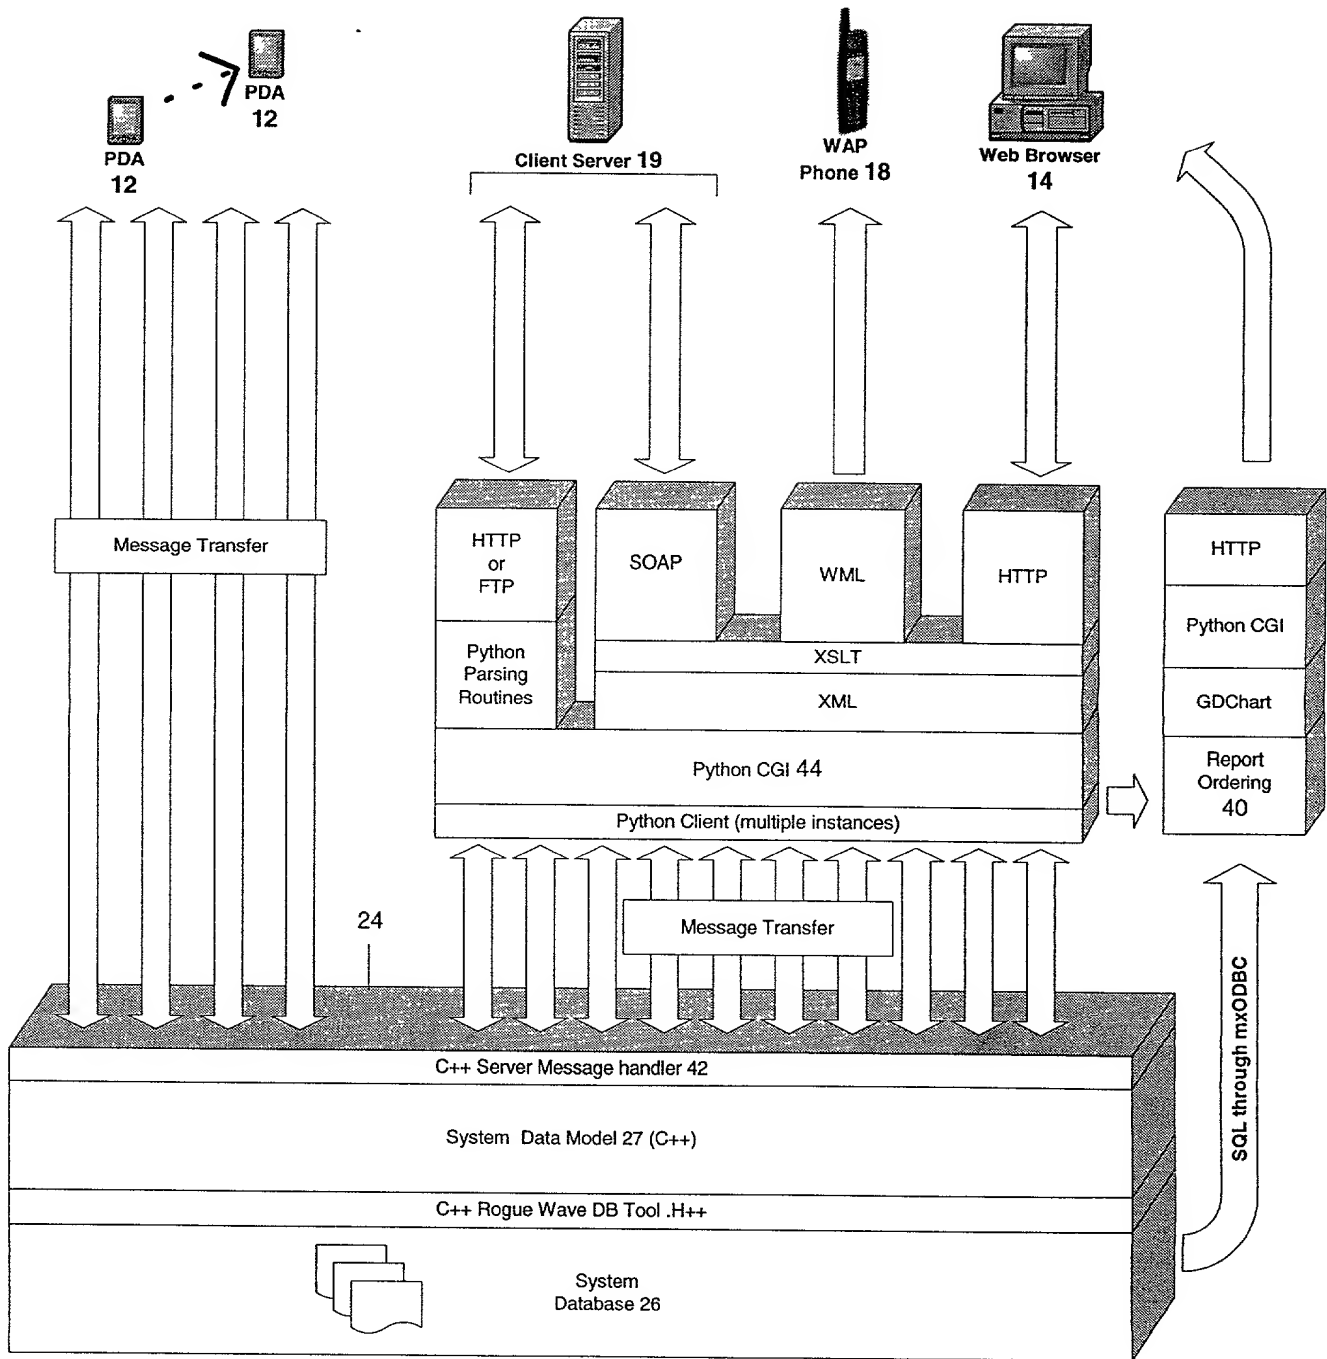 PDA
12
PDA
12
Client Server 19
WAP
Phone 18
Web Browser
14
Message Transfer
HTTP
or
FTP
SOAP
WML
HTTP
HTTP
Python
Parsing
Routines
XSLT
XML
Python CGI
GDChart
Python CGI 44
Report
Ordering
40
Python Client (multiple instances)
24
Message Transfer
SQL through mxODBC
C++ Server Message handler 42
System Data Model 27 (C++)
C++ Rogue Wave DB Tool .H++
System
Database 26